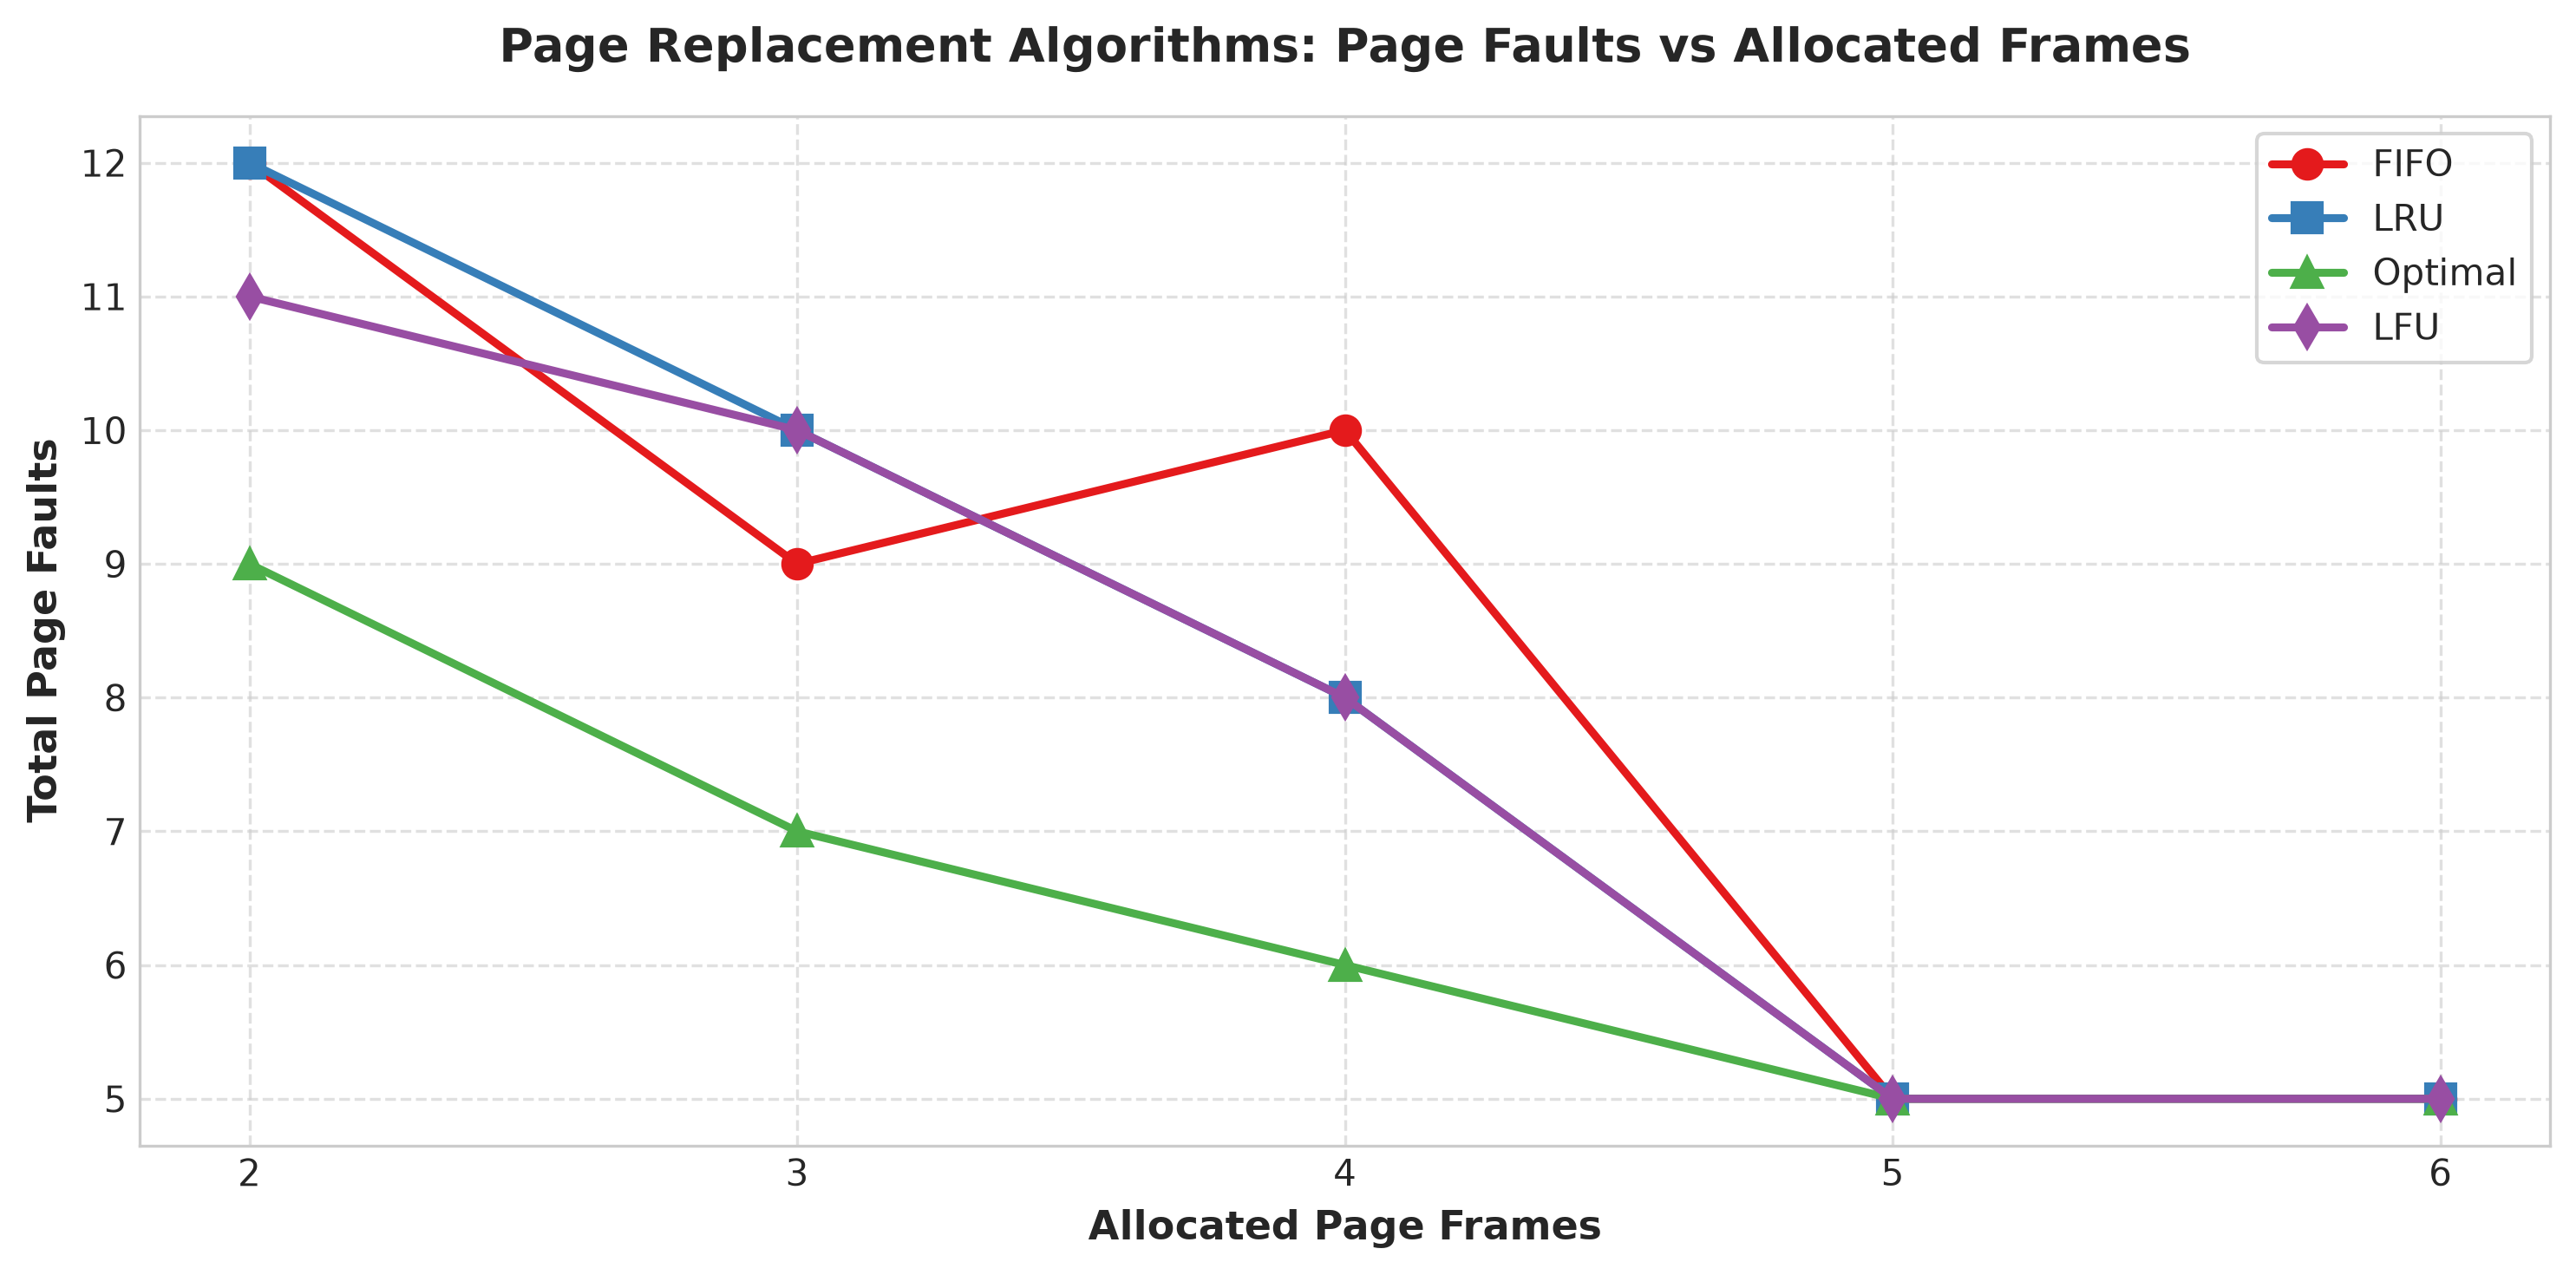 Page Replacement Algorithms: Page Faults vs Allocated Frames
FIFO
LRU
Optimal
LFU
Total Page Faults
12
11
10
9
8
7
6
5
2
3
4
5
6
Allocated Page Frames